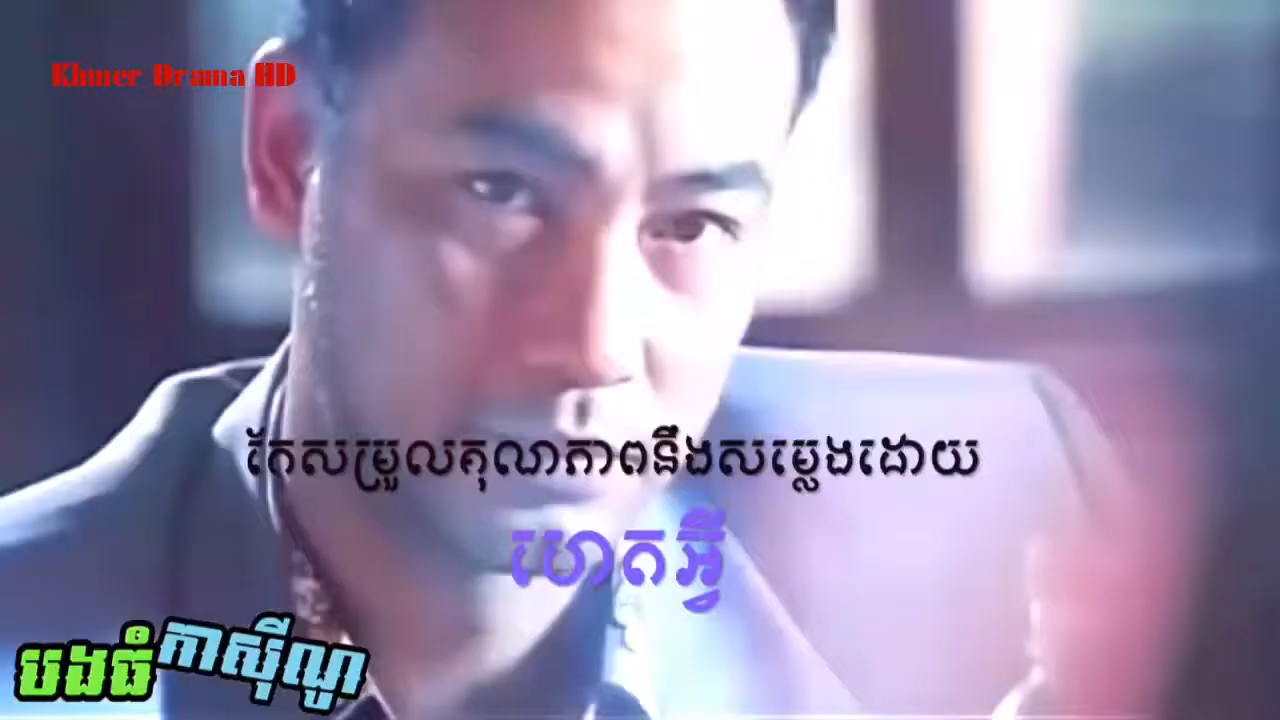 Khmer Drama HD
កែសម្រួលគុណភាពនឹងសម្លេងដោយ
ហេតអ្វី
បងធំកាស៊ីណូ